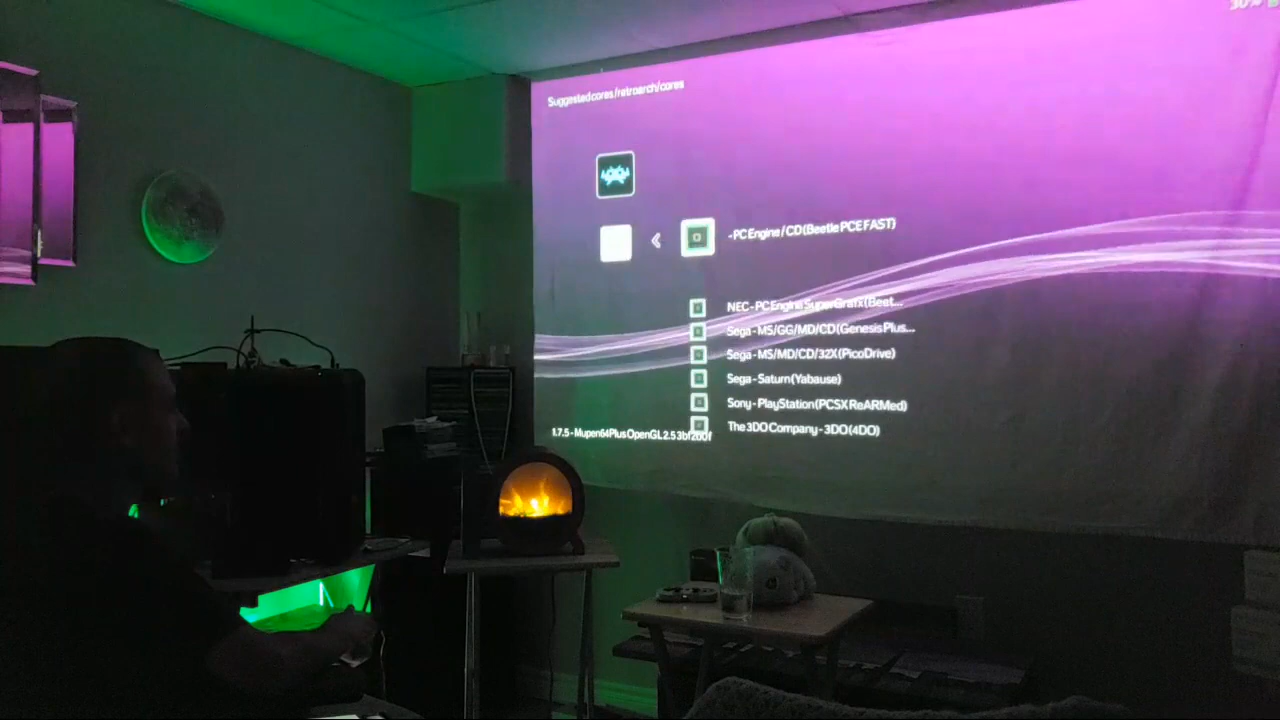 30%
Suggested cores/retroarch/cores
- PC Engine / CD (Beetle PCE FAST)
NEC - PC Engine SuperGrafx (Beet...
Sega - MS/GG/MD/CD (Genesis Plus...
Sega - MS/MD/CD/32X (PicoDrive)
Sega - Saturn (Yabause)
Sony - PlayStation (PCSX ReARMed)
The 3DO Company - 3DO (4DO)
1.7.5 - Mupen64Plus OpenGL 2.5 3bf200f